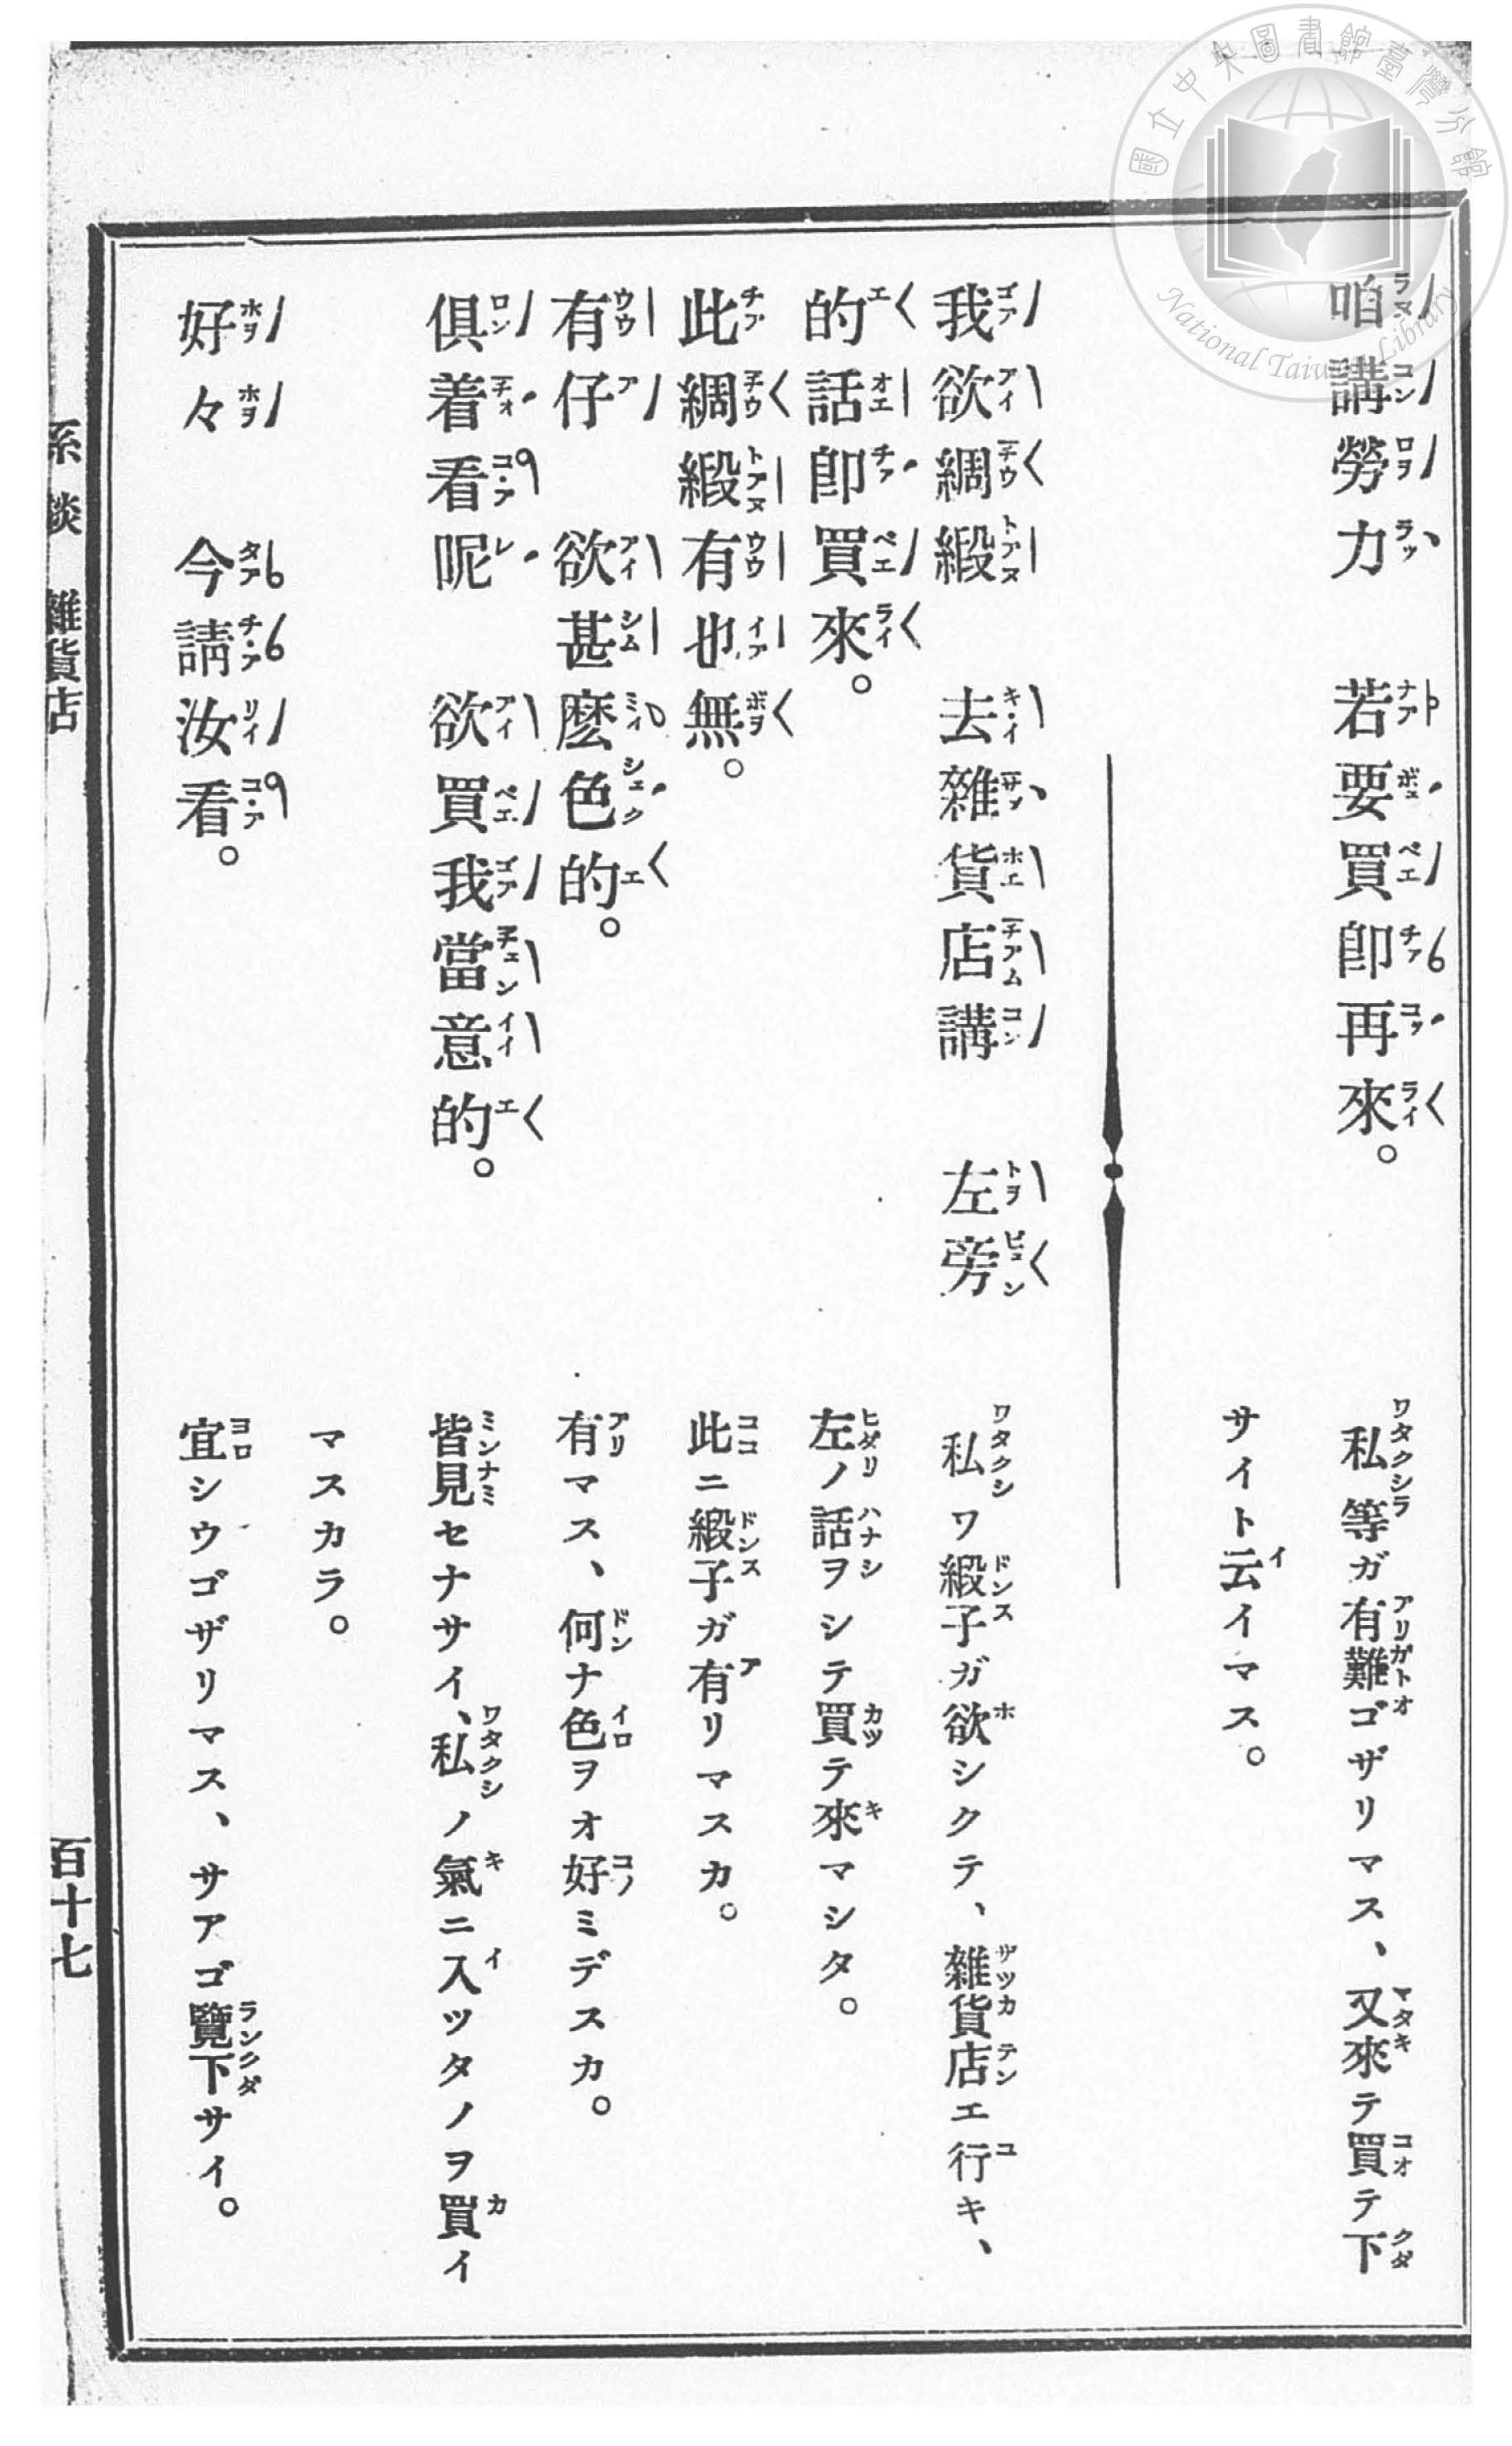 咱講勞力　若要買卽再來。
私等ガ有難ゴザリマス、又來テ買テ下
サイト云イマス。
我欲綢緞　去雜貨店講　左旁
的話卽買來。
私ワ緞子ガ欲シクテ、雜貨店エ行キ、
左ノ話ヲシテ買テ來マシタ。
此綢緞有也無。
此ニ緞子ガ有リマスカ。
有仔　欲甚麽色的。
有マス、何ナ色ヲオ好ミデスカ。
俱着看呢　欲買我當意的。
皆見セナサイ、私ノ氣ニ入ツタノヲ買イ
マスカラ。
好々　今請汝看。
宜シウゴザリマス、サアゴ覽下サイ。
雜貨店
百十七
國立中央圖書館臺灣分館
National Taiwan Library